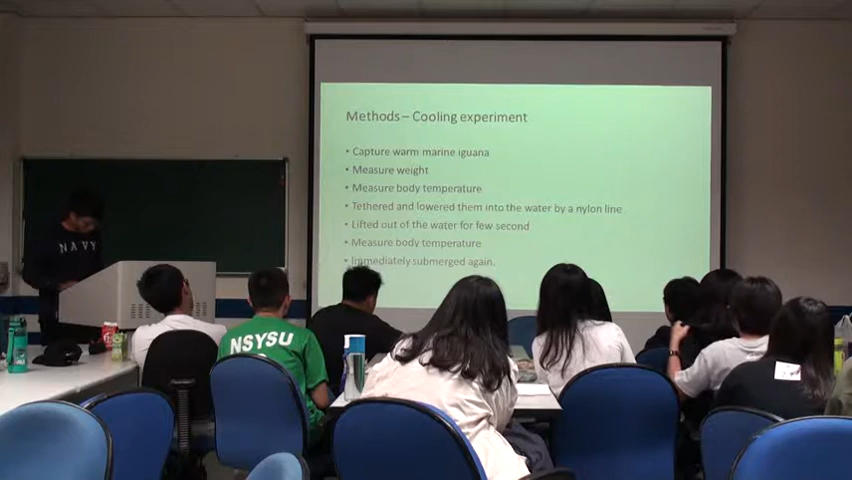 Methods – Cooling experiment
• Capture warm marine iguana
• Measure weight
• Measure body temperature
• Tethered and lowered them into the water by a nylon line
• Lifted out of the water for few second
• Measure body temperature
• Immediately submerged again.
NAVY
NSYSU